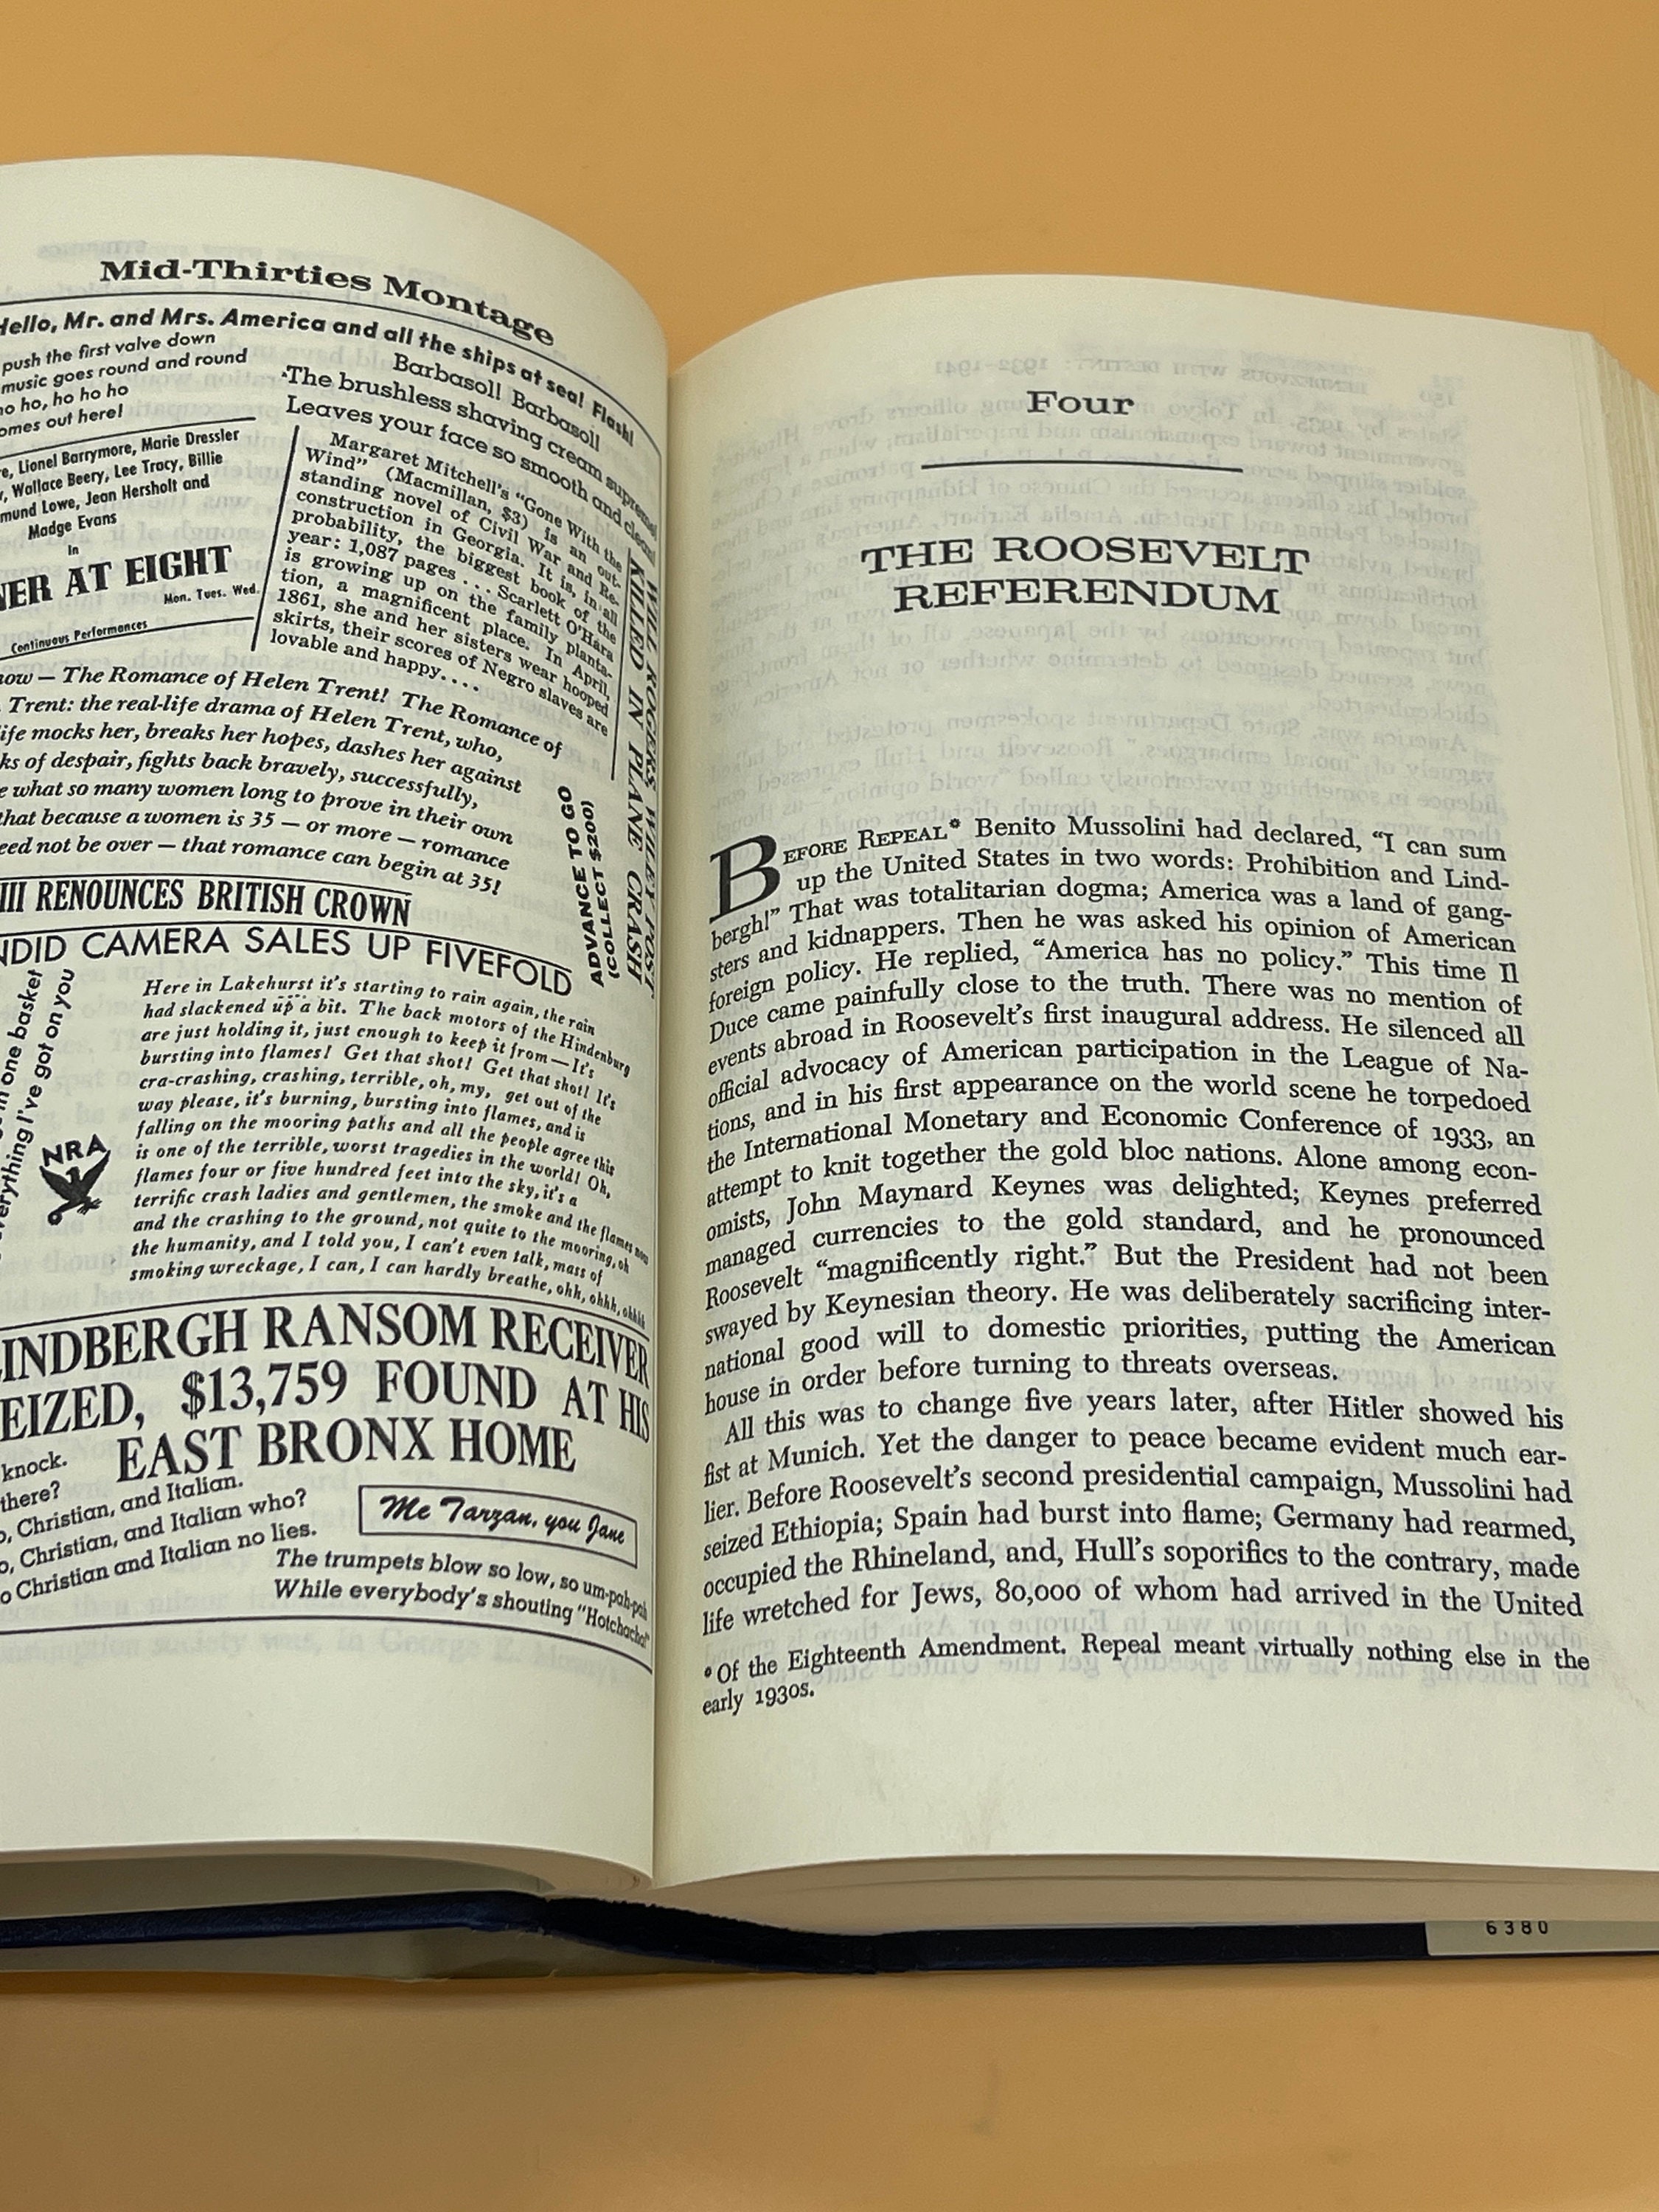 Mid-Thirties Montage
Hello, Mr. and Mrs. America and all the ships at sea! Flash!
push the first valve down
music goes round and round
ho ho, ho ho ho
omes out here!
Barbasol! Barbasol!
The brushless shaving cream supreme!
Leaves your face so smooth and clean!
e, Lionel Barrymore, Marie Dressler
, Wallace Beery, Lee Tracy, Billie
mund Lowe, Jean Hersholt and
Madge Evans
in
NER AT EIGHT
Mon. Tues. Wed.
Continuous Performances
Margaret Mitchell's "Gone With the
Wind" (Macmillan, $3) is an out-
standing novel of Civil War and Re-
construction in Georgia. It is, in all
probability, the biggest book of the
year: 1,087 pages . . . Scarlett O'Hara
is growing up on the family planta-
tion, a magnificent place. In April,
1861, she and her sisters wear hooped
skirts, their scores of Negro slaves are
lovable and happy. . . .
WILL ROGERS, WILEY POST
KILLED IN PLANE CRASH
now — The Romance of Helen Trent! The Romance of
Trent: the real-life drama of Helen Trent, who,
life mocks her, breaks her hopes, dashes her against
ks of despair, fights back bravely, successfully,
e what so many women long to prove in their own
that because a women is 35 — or more — romance
eed not be over — that romance can begin at 35!
ADVANCE TO GO
(COLLECT $200)
III RENOUNCES BRITISH CROWN
NDID CAMERA SALES UP FIVEFOLD
in one basket
everything I've got on you
NRA
Here in Lakehurst it's starting to rain again, the rain
had slackened up a bit. The back motors of the Hindenburg
are just holding it, just enough to keep it from — It's
bursting into flames! Get that shot! Get that shot! It's
cra-crashing, crashing, terrible, oh, my, get out of the
way please, it's burning, bursting into flames, and is
falling on the mooring paths and all the people agree this
is one of the terrible, worst tragedies in the world! Oh,
flames four or five hundred feet into the sky, it's a
terrific crash ladies and gentlemen, the smoke and the flames now
and the crashing to the ground, not quite to the mooring, oh
the humanity, and I told you, I can't even talk, mass of
smoking wreckage, I can, I can hardly breathe, ohh, ohhh, ohhhh
LINDBERGH RANSOM RECEIVER
EIZED, $13,759 FOUND AT HIS
EAST BRONX HOME
knock.
there?
o, Christian, and Italian.
o, Christian, and Italian who?
o Christian and Italian no lies.
Me Tarzan, you Jane
The trumpets blow so low, so um-pah-pah
While everybody's shouting "Hotchacha!"
Four
THE ROOSEVELT
REFERENDUM
BEFORE REPEAL* Benito Mussolini had declared, "I can sum
up the United States in two words: Prohibition and Lind-
bergh!" That was totalitarian dogma; America was a land of gang-
sters and kidnappers. Then he was asked his opinion of American
foreign policy. He replied, "America has no policy." This time Il
Duce came painfully close to the truth. There was no mention of
events abroad in Roosevelt's first inaugural address. He silenced all
official advocacy of American participation in the League of Na-
tions, and in his first appearance on the world scene he torpedoed
the International Monetary and Economic Conference of 1933, an
attempt to knit together the gold bloc nations. Alone among econ-
omists, John Maynard Keynes was delighted; Keynes preferred
managed currencies to the gold standard, and he pronounced
Roosevelt "magnificently right." But the President had not been
swayed by Keynesian theory. He was deliberately sacrificing inter-
national good will to domestic priorities, putting the American
house in order before turning to threats overseas.
All this was to change five years later, after Hitler showed his
fist at Munich. Yet the danger to peace became evident much ear-
lier. Before Roosevelt's second presidential campaign, Mussolini had
seized Ethiopia; Spain had burst into flame; Germany had rearmed,
occupied the Rhineland, and, Hull's soporifics to the contrary, made
life wretched for Jews, 80,000 of whom had arrived in the United
*Of the Eighteenth Amendment. Repeal meant virtually nothing else in the
early 1930s.
6380